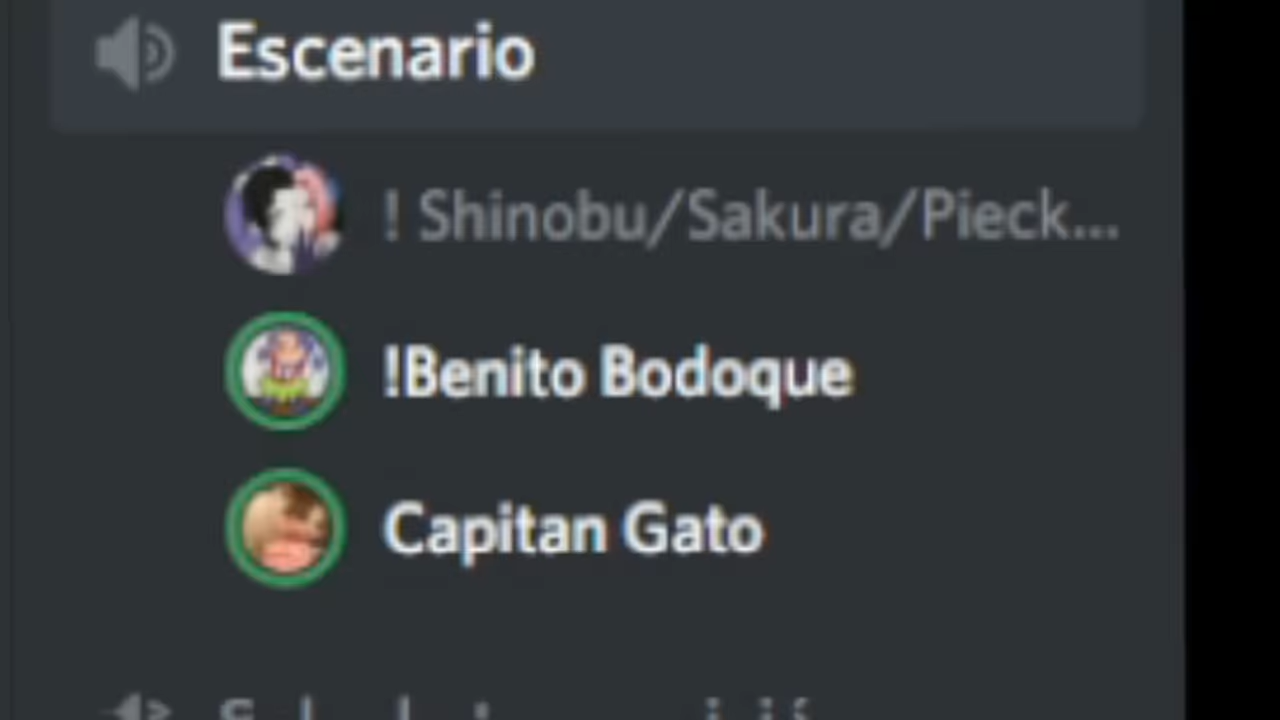 Escenario
! Shinobu/Sakura/Pieck...
!Benito Bodoque
Capitan Gato